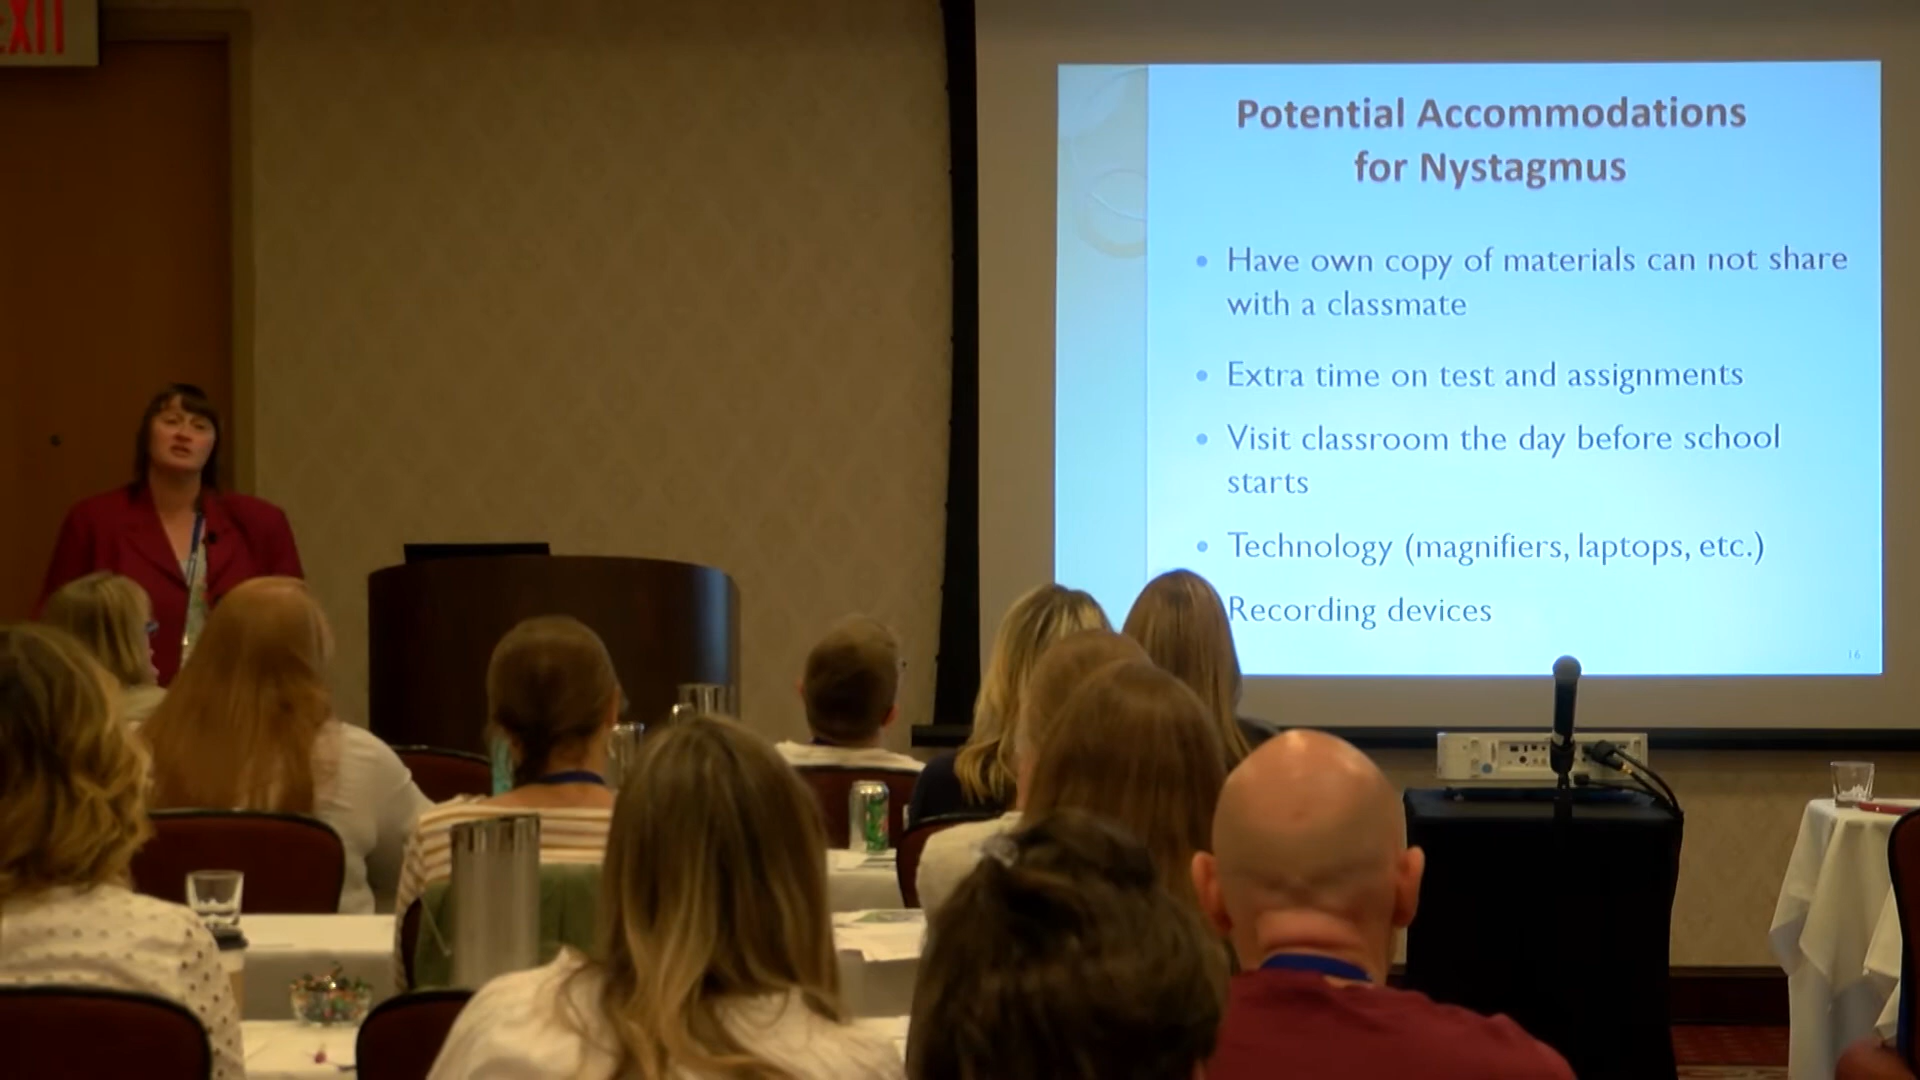 EXIT
Potential Accommodations
for Nystagmus
• Have own copy of materials can not share
with a classmate
• Extra time on test and assignments
• Visit classroom the day before school
starts
• Technology (magnifiers, laptops, etc.)
Recording devices
16